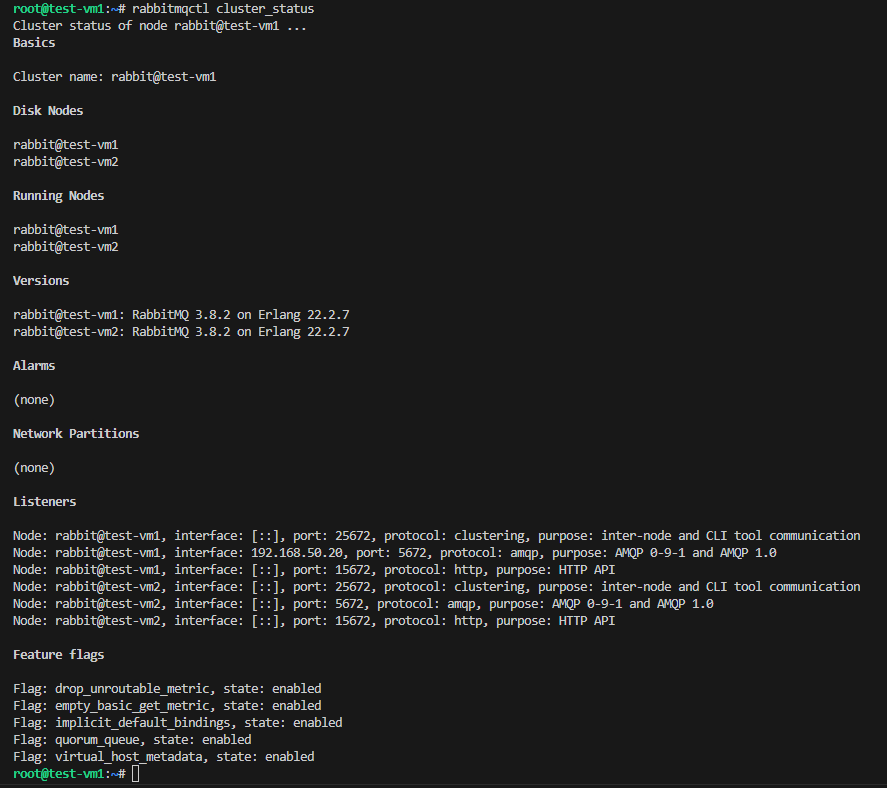 root@test-vm1:~# rabbitmqctl cluster_status
Cluster status of node rabbit@test-vm1 ...
Basics
Cluster name: rabbit@test-vm1
Disk Nodes
rabbit@test-vm1
rabbit@test-vm2
Running Nodes
rabbit@test-vm1
rabbit@test-vm2
Versions
rabbit@test-vm1: RabbitMQ 3.8.2 on Erlang 22.2.7
rabbit@test-vm2: RabbitMQ 3.8.2 on Erlang 22.2.7
Alarms
(none)
Network Partitions
(none)
Listeners
Node: rabbit@test-vm1, interface: [::], port: 25672, protocol: clustering, purpose: inter-node and CLI tool communication
Node: rabbit@test-vm1, interface: 192.168.50.20, port: 5672, protocol: amqp, purpose: AMQP 0-9-1 and AMQP 1.0
Node: rabbit@test-vm1, interface: [::], port: 15672, protocol: http, purpose: HTTP API
Node: rabbit@test-vm2, interface: [::], port: 25672, protocol: clustering, purpose: inter-node and CLI tool communication
Node: rabbit@test-vm2, interface: [::], port: 5672, protocol: amqp, purpose: AMQP 0-9-1 and AMQP 1.0
Node: rabbit@test-vm2, interface: [::], port: 15672, protocol: http, purpose: HTTP API
Feature flags
Flag: drop_unroutable_metric, state: enabled
Flag: empty_basic_get_metric, state: enabled
Flag: implicit_default_bindings, state: enabled
Flag: quorum_queue, state: enabled
Flag: virtual_host_metadata, state: enabled
root@test-vm1:~#